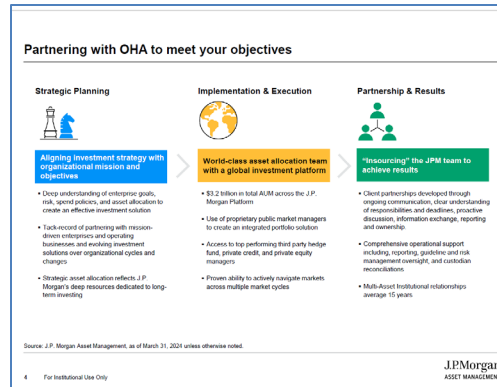 Partnering with OHA to meet your objectives
Strategic Planning
Aligning investment strategy with
organizational mission and
objectives
• Deep understanding of enterprise goals,
risk, spend policies, and asset allocation to
create an effective investment solution
• Tack-record of partnering with mission-
driven enterprises and operating
businesses and evolving investment
solutions over organizational cycles and
changes
• Strategic asset allocation reflects J.P.
Morgan's deep resources dedicated to long-
term investing
Implementation & Execution
World-class asset allocation team
with a global investment platform
• $3.2 trillion in total AUM across the J.P.
Morgan Platform
• Use of proprietary public market managers
to create an integrated portfolio solution
• Access to top performing third party hedge
fund, private credit, and private equity
managers
• Proven ability to actively navigate markets
across multiple market cycles
Partnership & Results
"Insourcing" the JPM team to
achieve results
• Client partnerships developed through
ongoing communication, clear understanding
of responsibilities and deadlines, proactive
discussion, information exchange, reporting
and ownership.
• Comprehensive operational support
including, reporting, guideline and risk
management oversight, and custodian
reconciliations
• Multi-Asset Institutional relationships
average 15 years
Source: J.P. Morgan Asset Management, as of March 31, 2024 unless otherwise noted.
4 For Institutional Use Only
J.P.Morgan
ASSET MANAGEMENT